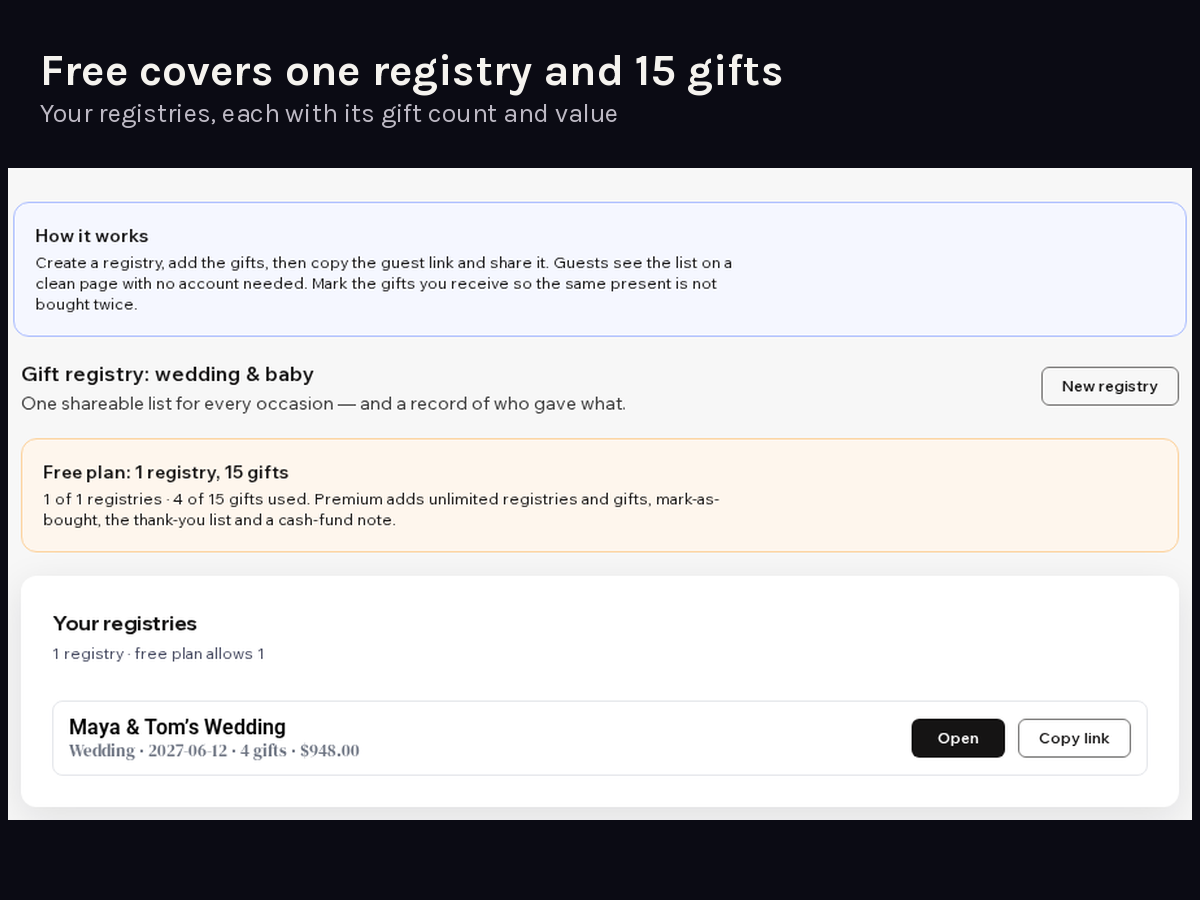 Free covers one registry and 15 gifts
Your registries, each with its gift count and value
How it works
Create a registry, add the gifts, then copy the guest link and share it. Guests see the list on a
clean page with no account needed. Mark the gifts you receive so the same present is not
bought twice.
Gift registry: wedding & baby
One shareable list for every occasion — and a record of who gave what.
New registry
Free plan: 1 registry, 15 gifts
1 of 1 registries · 4 of 15 gifts used. Premium adds unlimited registries and gifts, mark-as-
bought, the thank-you list and a cash-fund note.
Your registries
1 registry · free plan allows 1
Maya & Tom’s Wedding
Wedding · 2027-06-12 · 4 gifts · $948.00
Open
Copy link